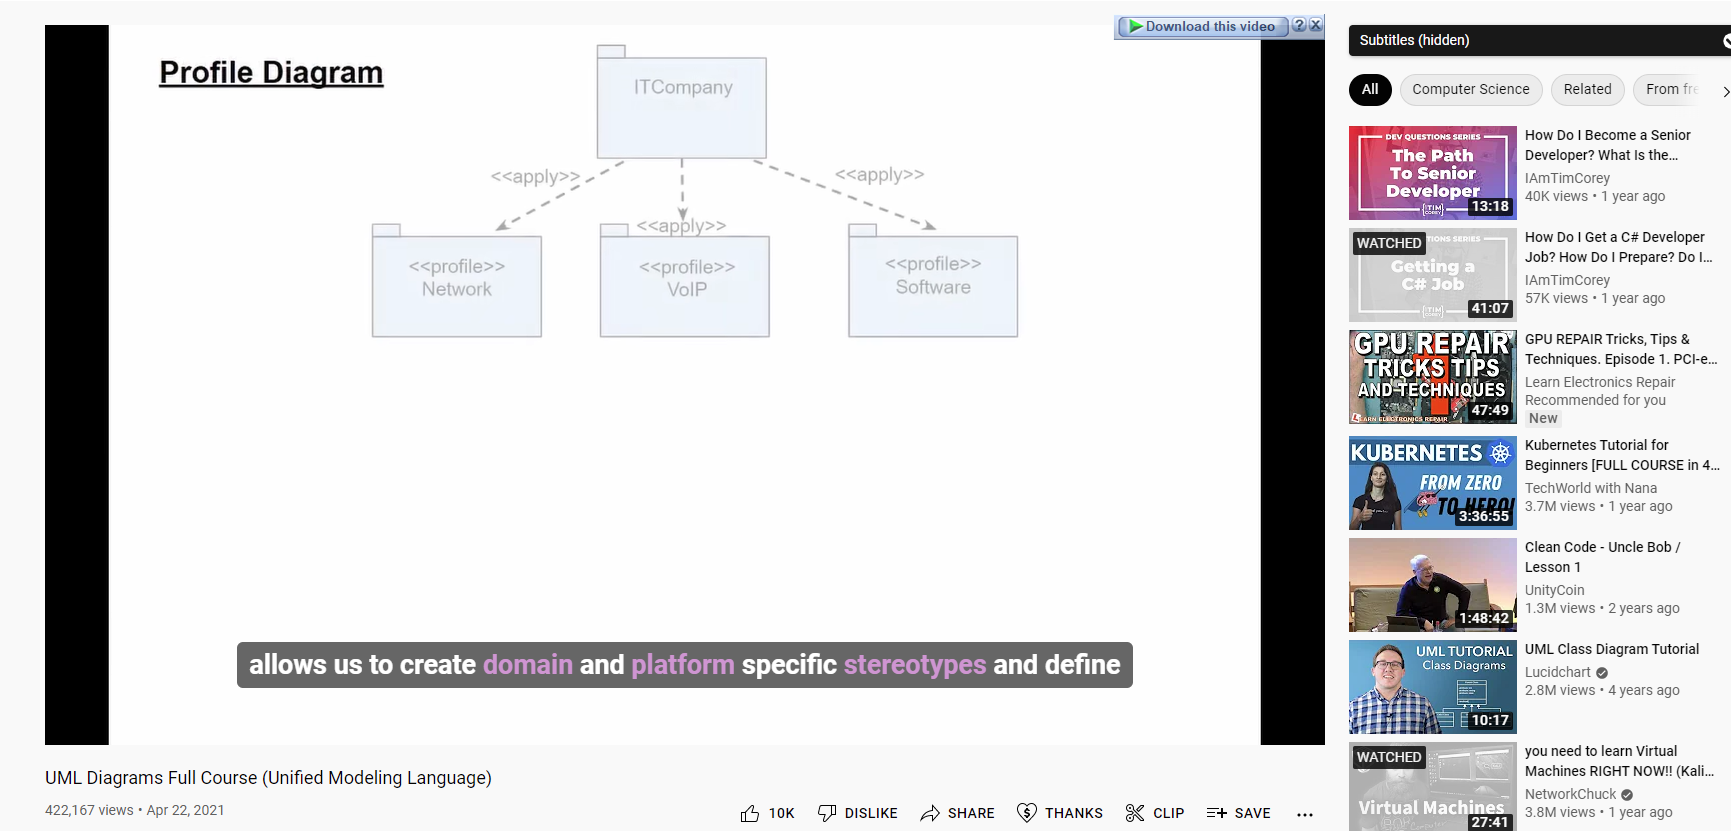 Download this video
?
X
Profile Diagram
ITCompany
<<apply>>
<<apply>>
<<apply>>
<<profile>>
Network
<<profile>>
VoIP
<<profile>>
Software
allows us to create domain and platform specific stereotypes and define
UML Diagrams Full Course (Unified Modeling Language)
422,167 views • Apr 22, 2021
10K
DISLIKE
SHARE
THANKS
CLIP
SAVE
...
Subtitles (hidden)
All
Computer Science
Related
From fre
DEV QUESTIONS SERIES
The Path
To Senior
Developer
13:18
How Do I Become a Senior
Developer? What Is the...
IAmTimCorey
40K views • 1 year ago
WATCHED
TIONS SERIES
Getting a
C# Job
41:07
How Do I Get a C# Developer
Job? How Do I Prepare? Do I...
IAmTimCorey
57K views • 1 year ago
GPU REPAIR
TRICKS TIPS
AND TECHNIQUES
LEARN ELECTRONICS REPAIR
47:49
GPU REPAIR Tricks, Tips &
Techniques. Episode 1. PCI-e...
Learn Electronics Repair
Recommended for you
New
KUBERNETES
FROM ZERO
TO HERO!
3:36:55
Kubernetes Tutorial for
Beginners [FULL COURSE in 4...
TechWorld with Nana
3.7M views • 1 year ago
1:48:42
Clean Code - Uncle Bob /
Lesson 1
UnityCoin
1.3M views • 2 years ago
UML TUTORIAL
Class Diagrams
10:17
UML Class Diagram Tutorial
Lucidchart
2.8M views • 4 years ago
WATCHED
Virtual Machines
27:41
you need to learn Virtual
Machines RIGHT NOW!! (Kali...
NetworkChuck
3.8M views • 1 year ago